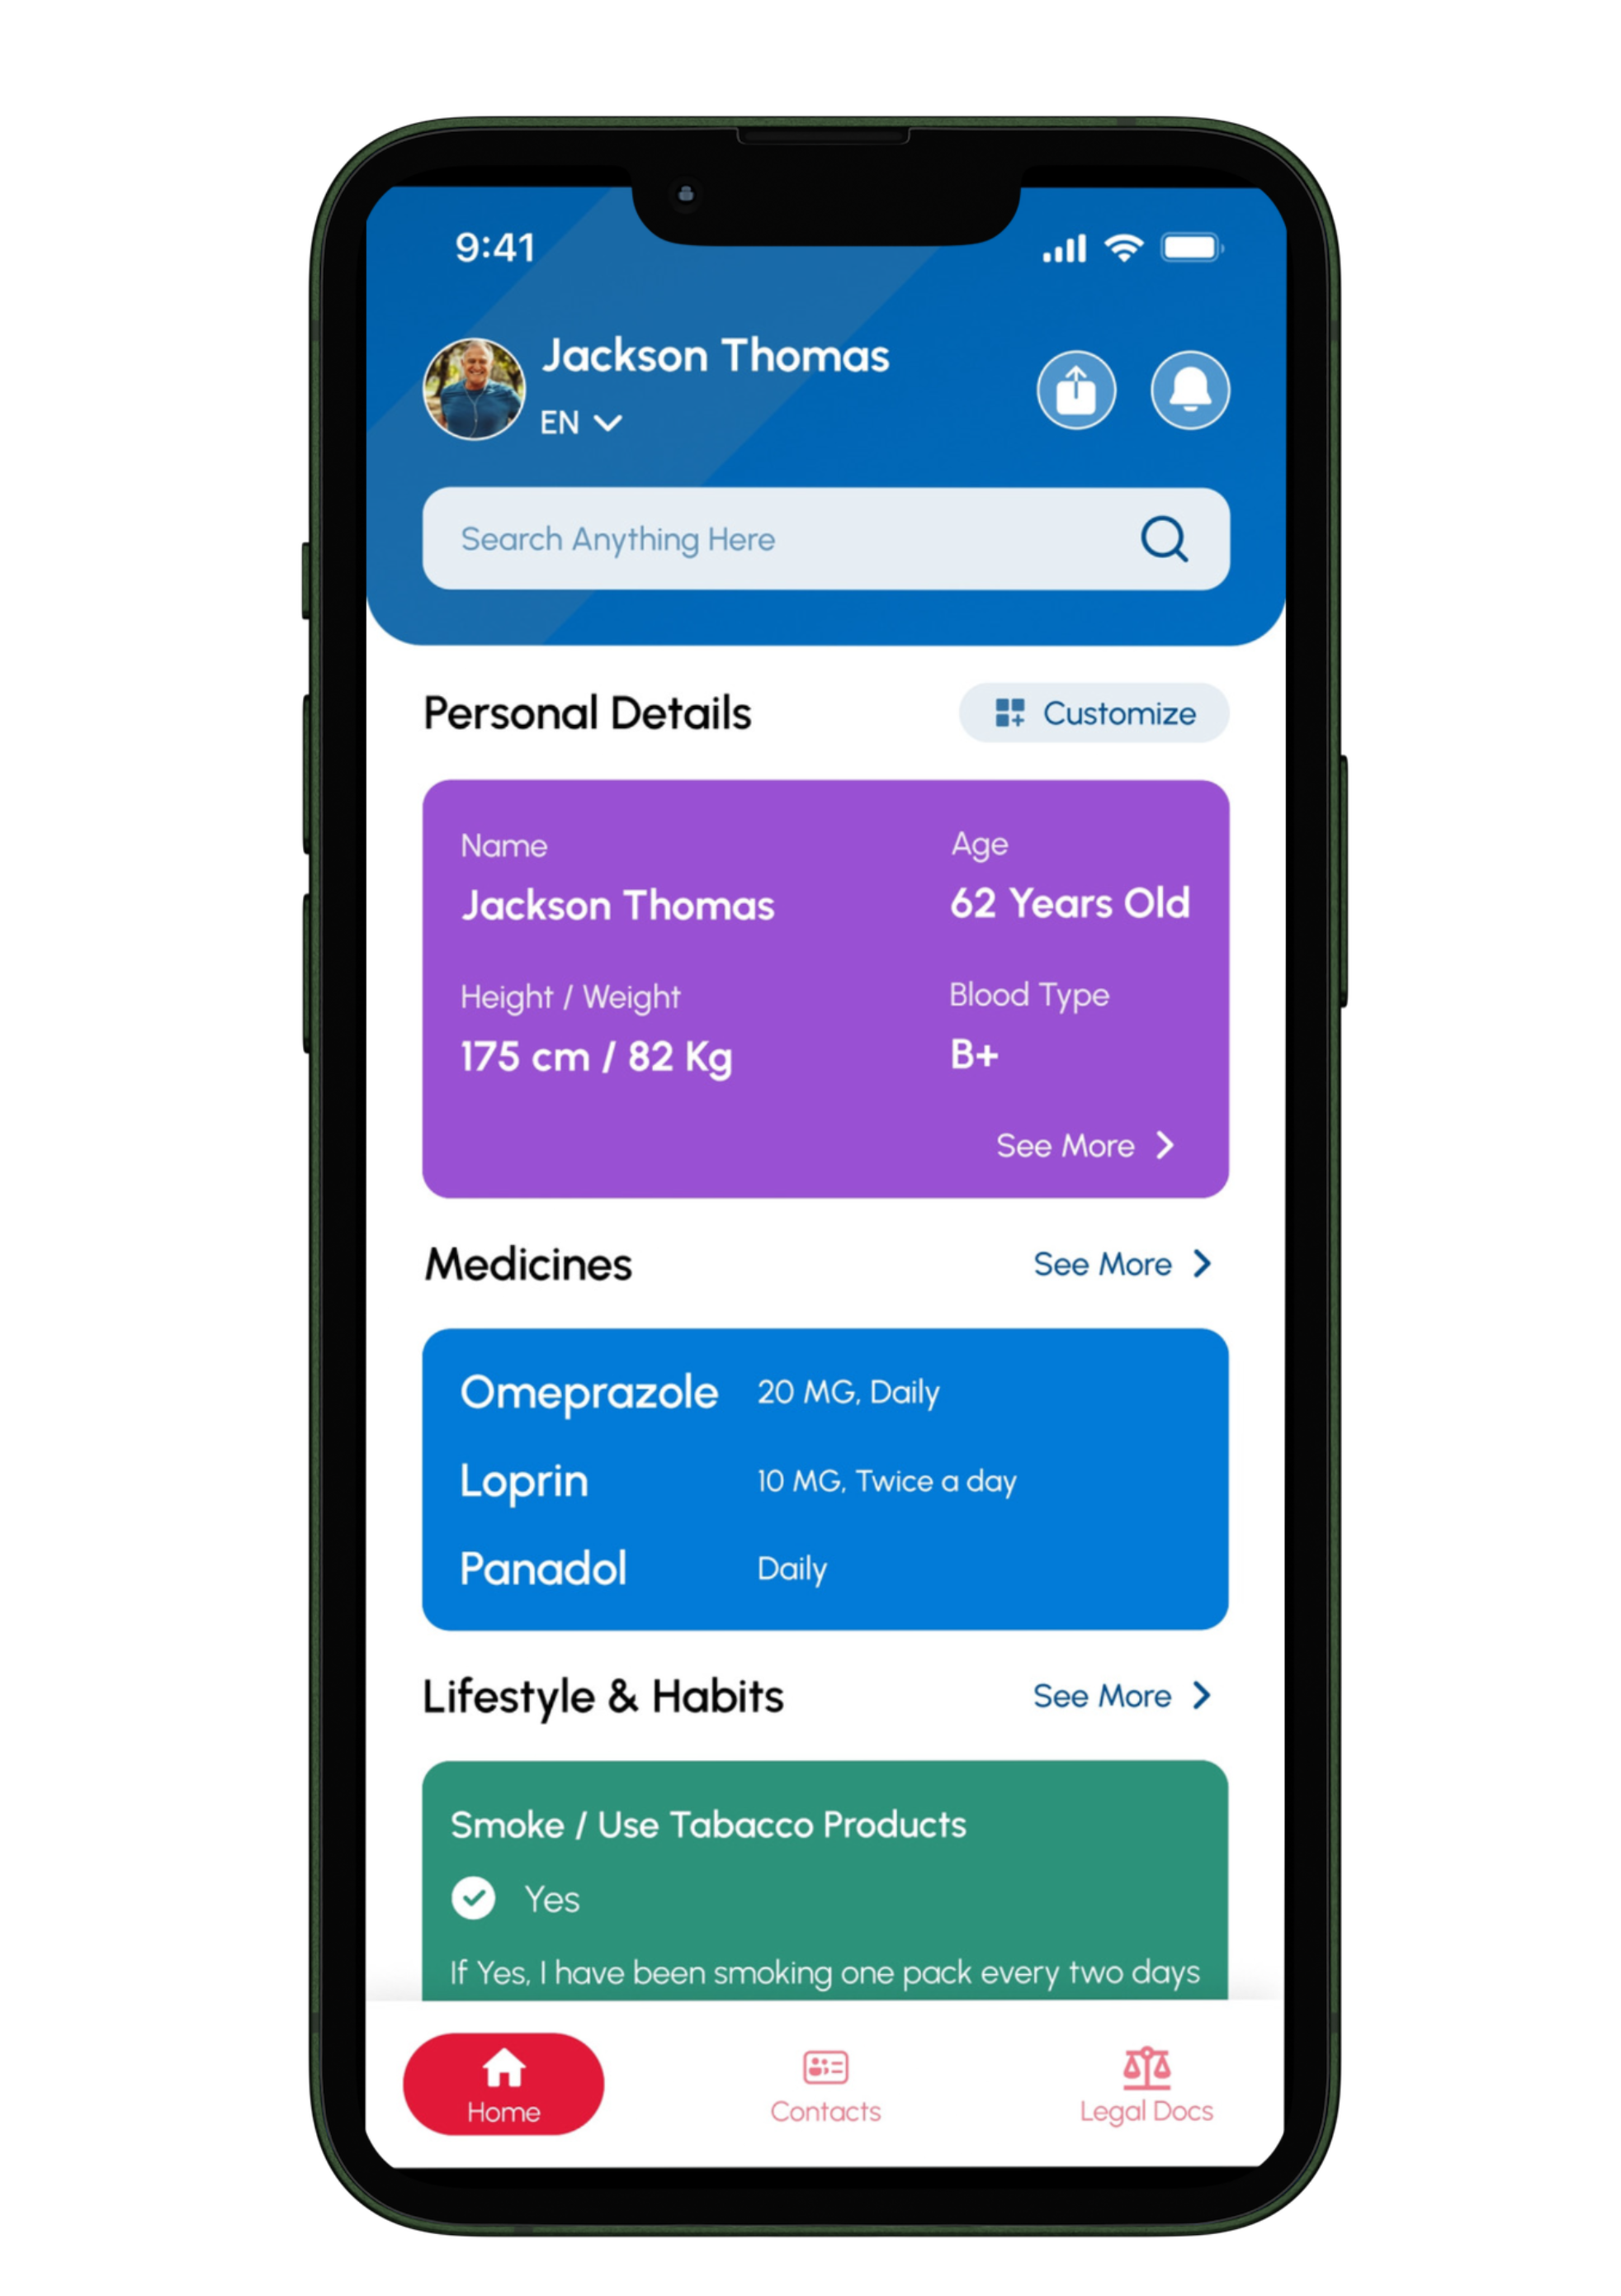 9:41
Jackson Thomas
EN
Search Anything Here
Personal Details
Customize
Name
Age
Jackson Thomas
62 Years Old
Height / Weight
Blood Type
175 cm / 82 Kg
B+
See More
Medicines
See More
Omeprazole 20 MG, Daily
Loprin 10 MG, Twice a day
Panadol Daily
Lifestyle & Habits
See More
Smoke / Use Tabacco Products
Yes
If Yes, I have been smoking one pack every two days
Home
Contacts
Legal Docs